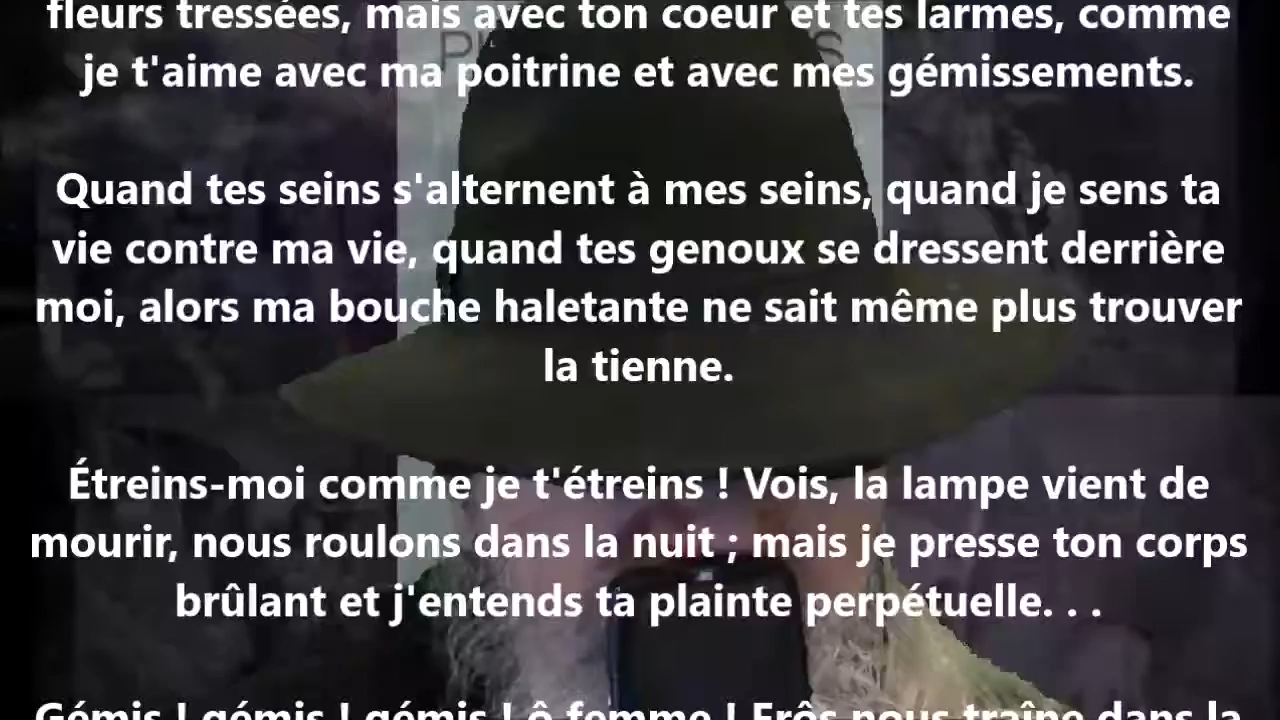 fleurs tressées, mais avec ton coeur et tes larmes, comme
je t'aime avec ma poitrine et avec mes gémissements.
Quand tes seins s'alternent à mes seins, quand je sens ta
vie contre ma vie, quand tes genoux se dressent derrière
moi, alors ma bouche haletante ne sait même plus trouver
la tienne.
Étreins-moi comme je t'étreins ! Vois, la lampe vient de
mourir, nous roulons dans la nuit ; mais je presse ton corps
brûlant et j'entends ta plainte perpétuelle. . .
Gémis ! gémis ! gémis ! ô femme ! Erôs nous traîne dans la